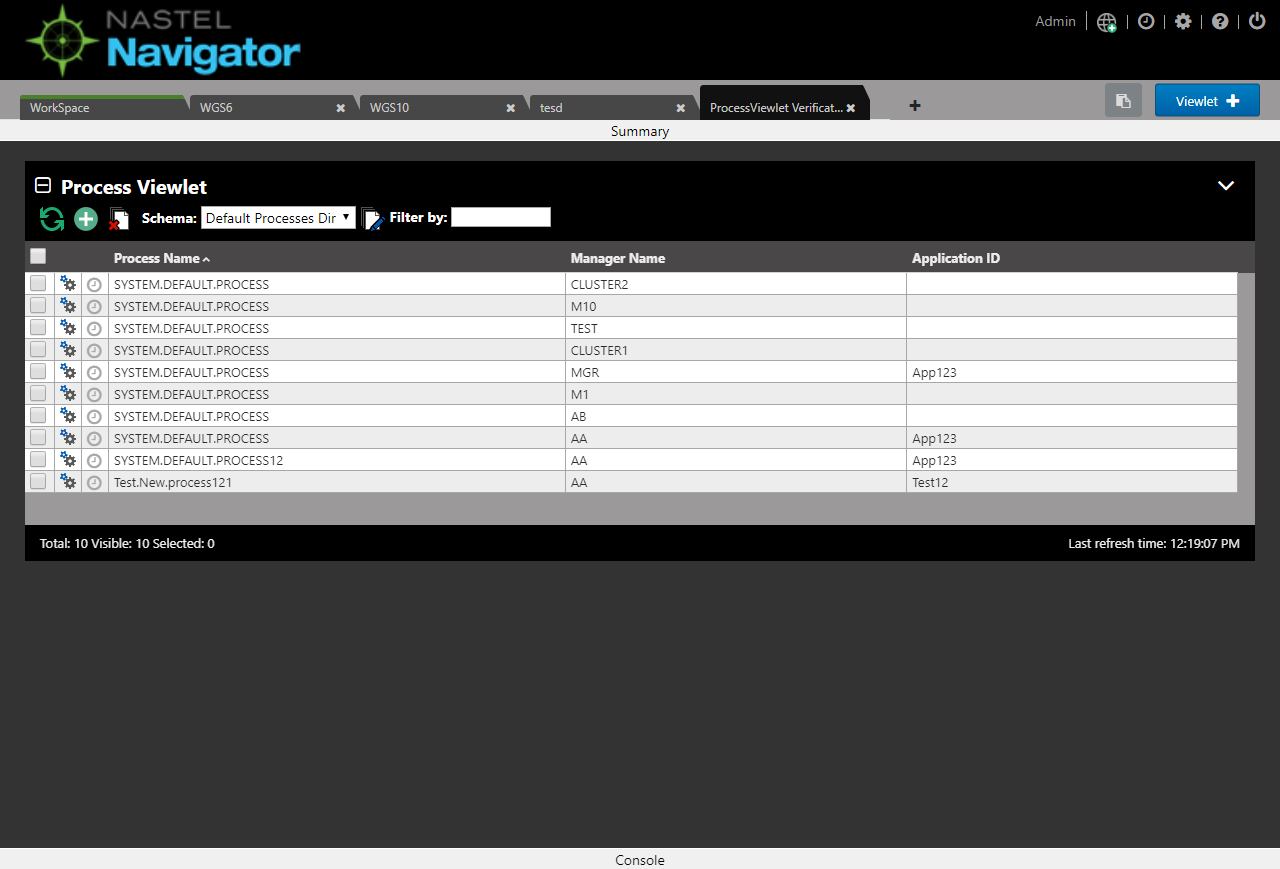 NASTEL
Navigator
Admin
WorkSpace WGS6 WGS10 tesd ProcessViewlet Verificat... Viewlet
Summary
Process Viewlet
Schema: Default Processes Dir Filter by:
Process Name Manager Name Application ID
SYSTEM.DEFAULT.PROCESS CLUSTER2
SYSTEM.DEFAULT.PROCESS M10
SYSTEM.DEFAULT.PROCESS TEST
SYSTEM.DEFAULT.PROCESS CLUSTER1
SYSTEM.DEFAULT.PROCESS MGR App123
SYSTEM.DEFAULT.PROCESS M1
SYSTEM.DEFAULT.PROCESS AB
SYSTEM.DEFAULT.PROCESS AA App123
SYSTEM.DEFAULT.PROCESS12 AA App123
Test.New.process121 AA Test12
Total: 10 Visible: 10 Selected: 0 Last refresh time: 12:19:07 PM
Console